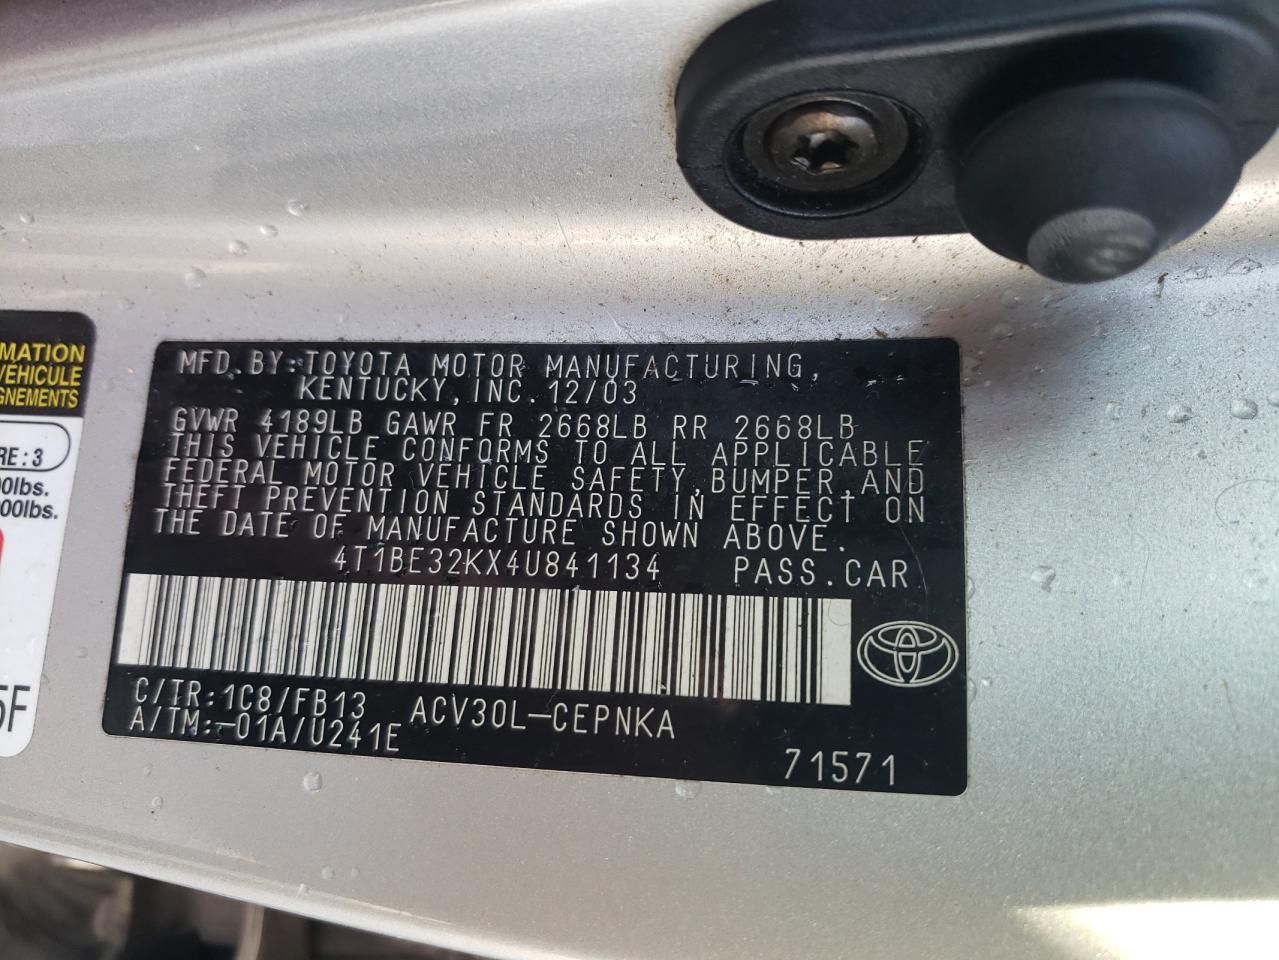 MFD. BY: TOYOTA MOTOR MANUFACTURING,
KENTUCKY, INC. 12/03
GVWR 4189LB GAWR FR 2668LB RR 2668LB
THIS VEHICLE CONFORMS TO ALL APPLICABLE
FEDERAL MOTOR VEHICLE SAFETY, BUMPER, AND
THEFT PREVENTION STANDARDS IN EFFECT ON
THE DATE OF MANUFACTURE SHOWN ABOVE.
4T1BE32KX4U841134 PASS. CAR
C/TR: 1C8/FB13 ACV30L-CEPNKA
A/TM: -01A/U241E
71571
MATION
VEHICULE
GNEMENTS
RE : 3
00lbs.
00lbs.
5F